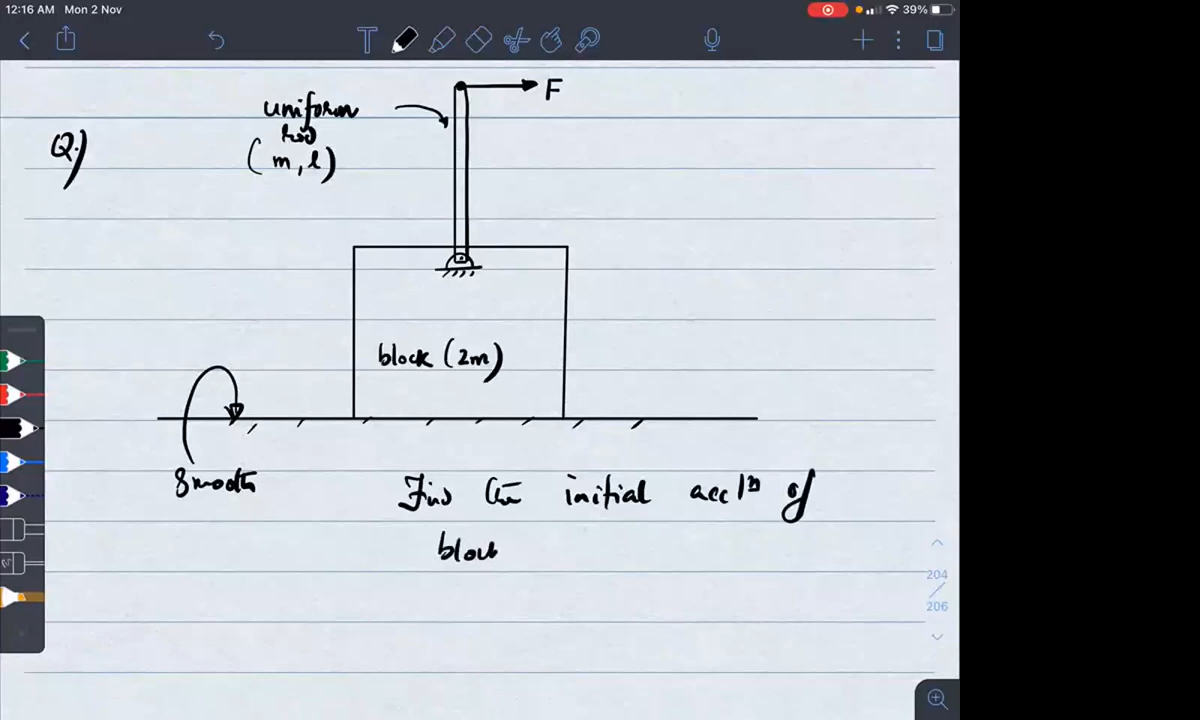 12:16 AM Mon 2 Nov
39%
T
F
uniform
rod
(m, l)
Q.)
block (2m)
Smooth
Find the initial accln of
block
204
206